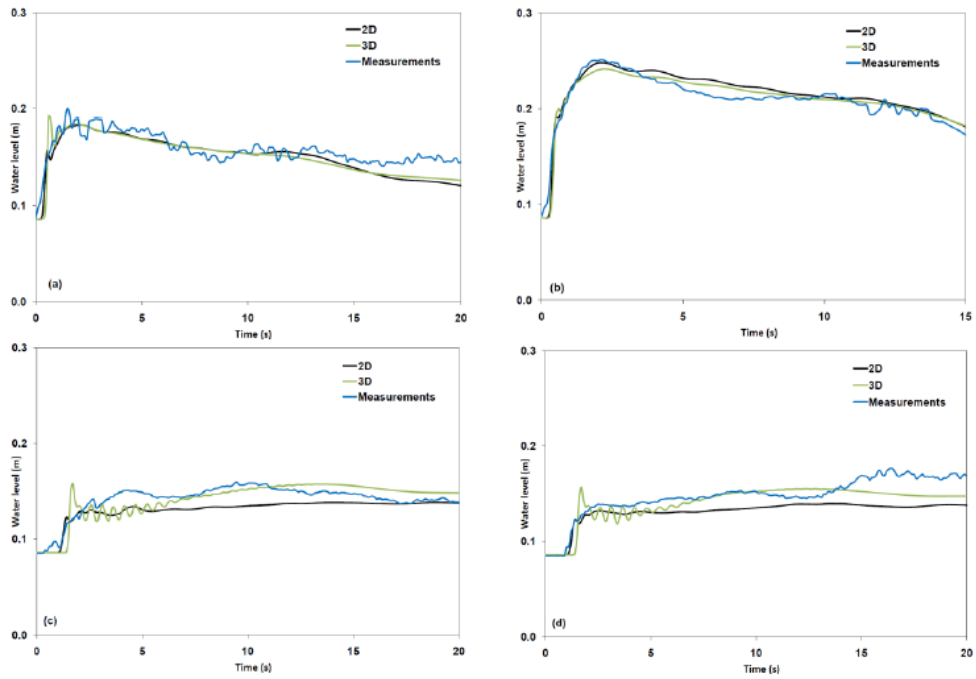 0.3
0.2
0.1
0.0
Water level (m)
2D
3D
Measurements
(a)
0 5 10 15 20
Time (s)
0.3
0.2
0.1
0.0
Water level (m)
2D
3D
Measurements
(b)
0 5 10 15
Time (s)
0.3
0.2
0.1
0.0
Water level (m)
2D
3D
Measurements
(c)
0 5 10 15 20
Time (s)
0.3
0.2
0.1
0.0
Water level (m)
2D
3D
Measurements
(d)
0 5 10 15 20
Time (s)